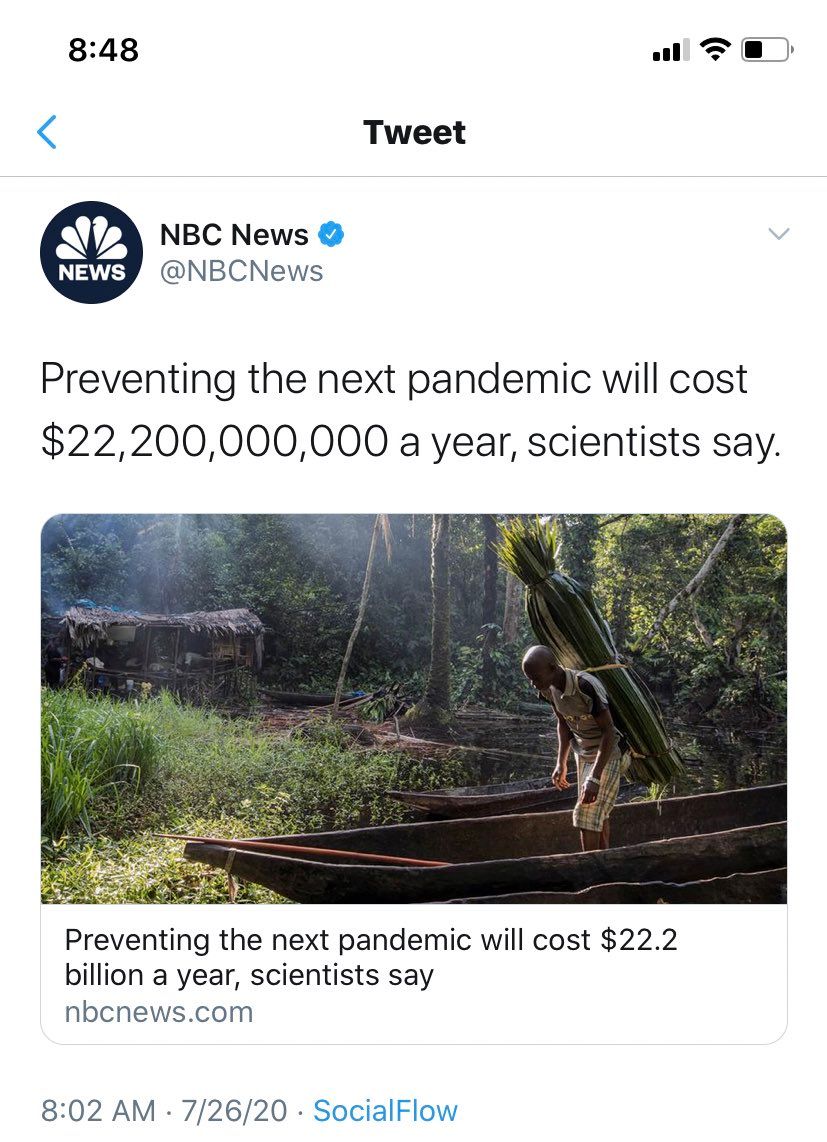 8:48
Tweet
NEWS
NBC News
@NBCNews
Preventing the next pandemic will cost
$22,200,000,000 a year, scientists say.
Preventing the next pandemic will cost $22.2
billion a year, scientists say
nbcnews.com
8:02 AM · 7/26/20 · SocialFlow